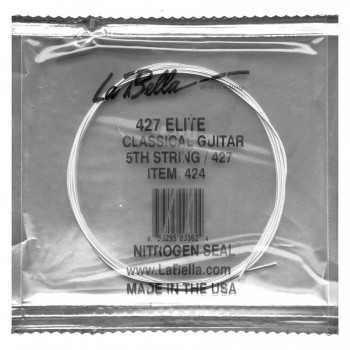 La Bella
427 ELITE
CLASSICAL GUITAR
5TH STRING / 427
ITEM 424
NITROGEN SEAL
www.LaBella.com
MADE IN THE USA